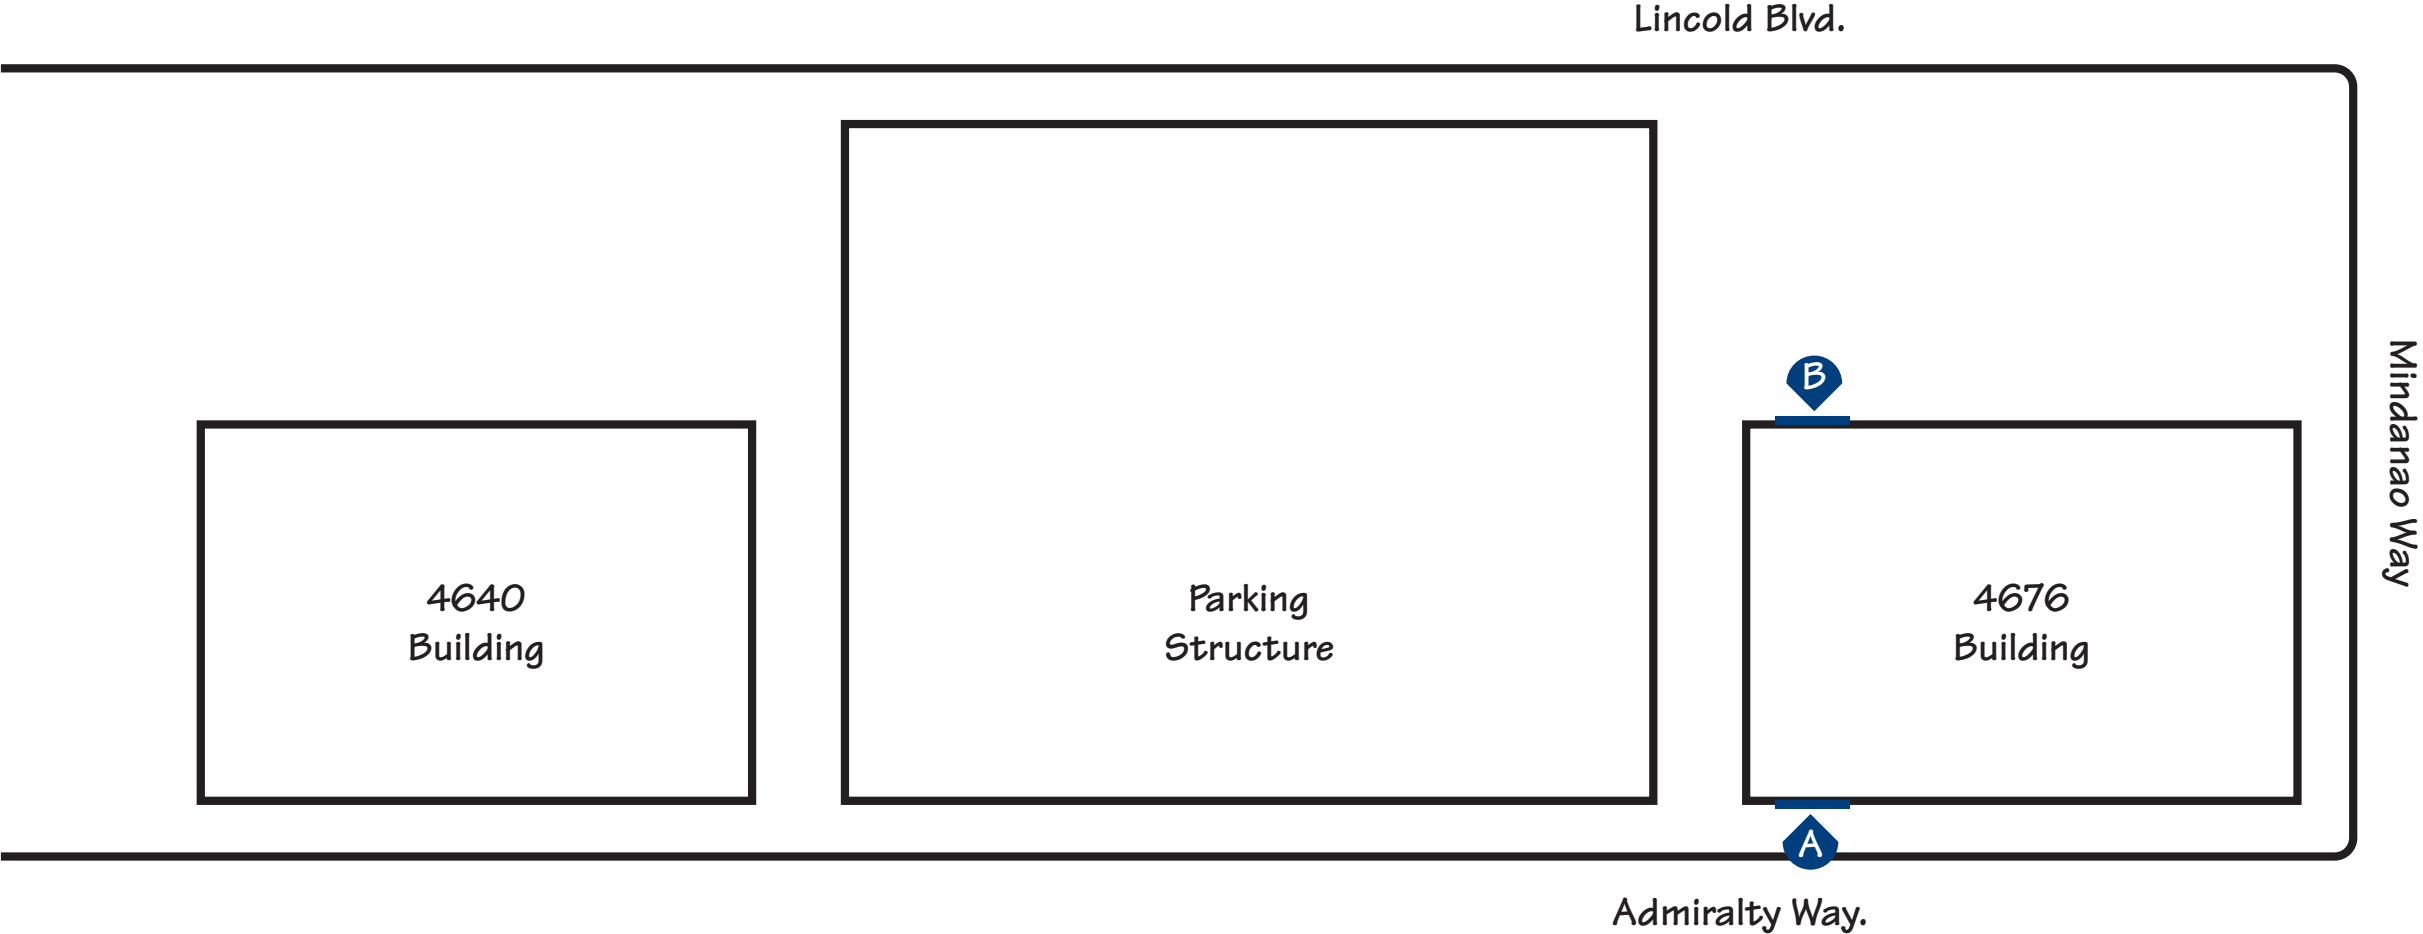 Lincold Blvd.
B
Mindanao Way
4640
Building
Parking
Structure
4676
Building
A
Admiralty Way.